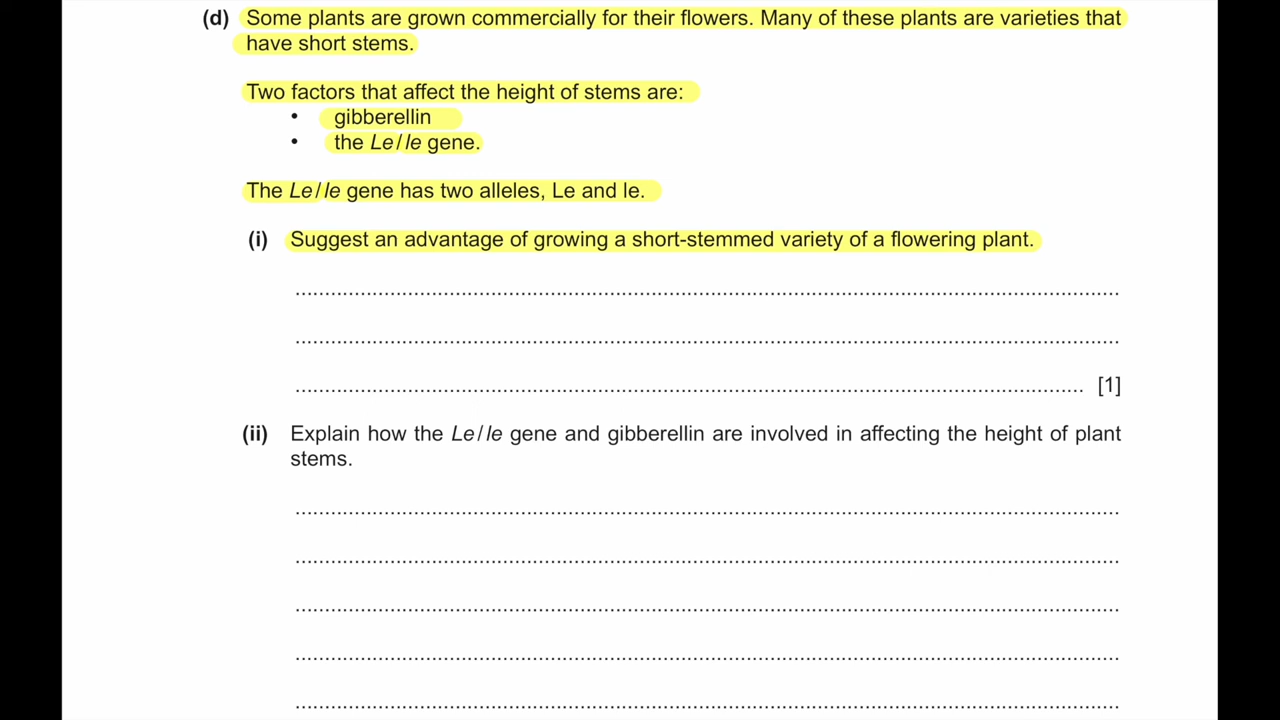 (d) Some plants are grown commercially for their flowers. Many of these plants are varieties that
have short stems.
Two factors that affect the height of stems are:
• gibberellin
• the Le/le gene.
The Le/le gene has two alleles, Le and le.
(i) Suggest an advantage of growing a short-stemmed variety of a flowering plant.
..........................................................................................
..........................................................................................
.......................................................................................... [1]
(ii) Explain how the Le/le gene and gibberellin are involved in affecting the height of plant
stems.
..........................................................................................
..........................................................................................
..........................................................................................
..........................................................................................
..........................................................................................